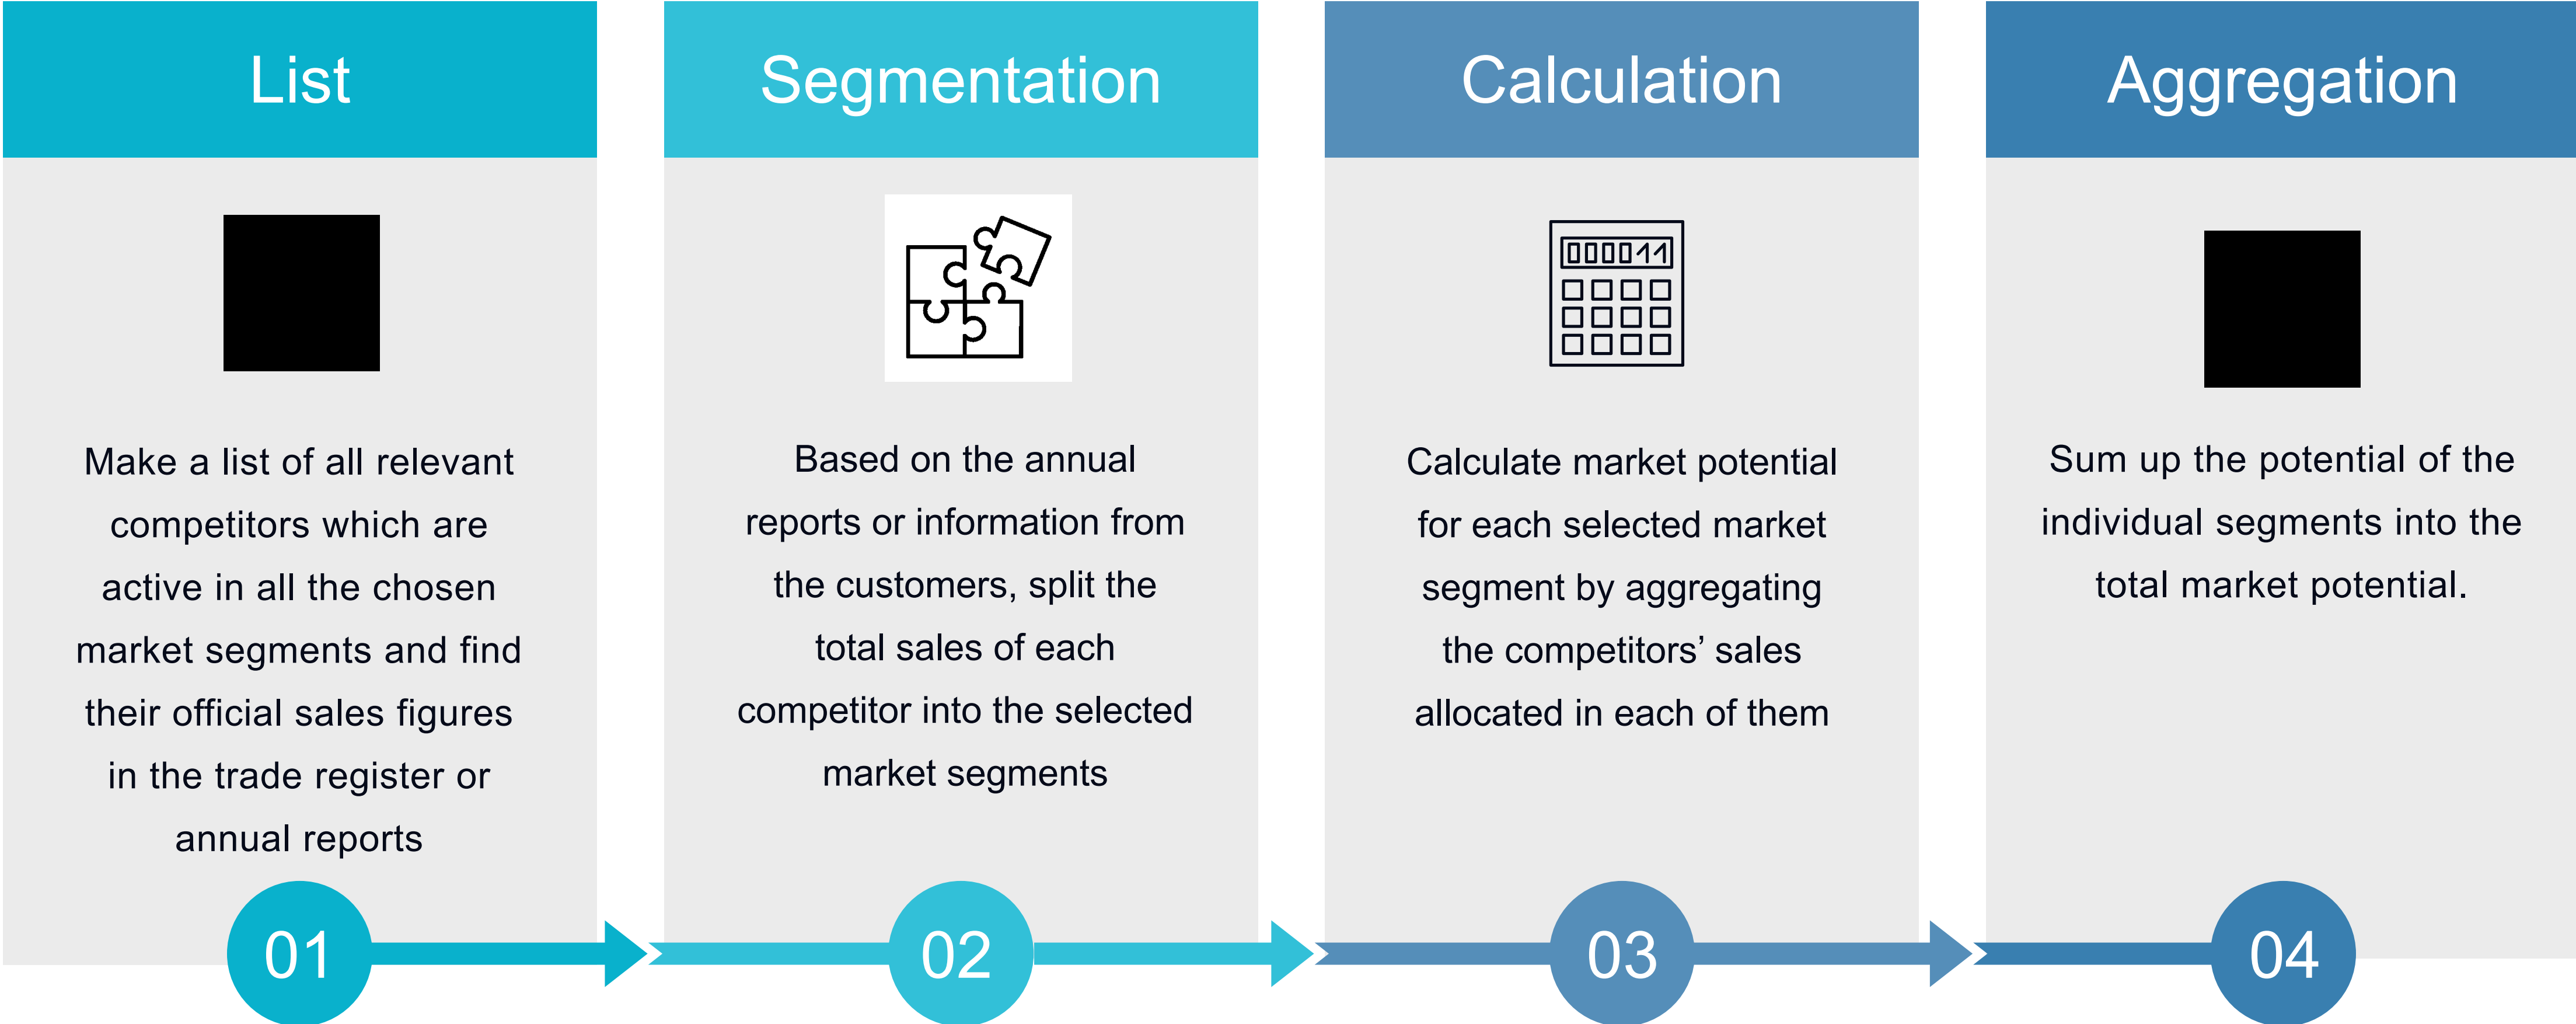 List
Make a list of all relevant
competitors which are
active in all the chosen
market segments and find
their official sales figures
in the trade register or
annual reports
01
Segmentation
Based on the annual
reports or information from
the customers, split the
total sales of each
competitor into the selected
market segments
02
Calculation
000011
Calculate market potential
for each selected market
segment by aggregating
the competitors’ sales
allocated in each of them
03
Aggregation
Sum up the potential of the
individual segments into the
total market potential.
04